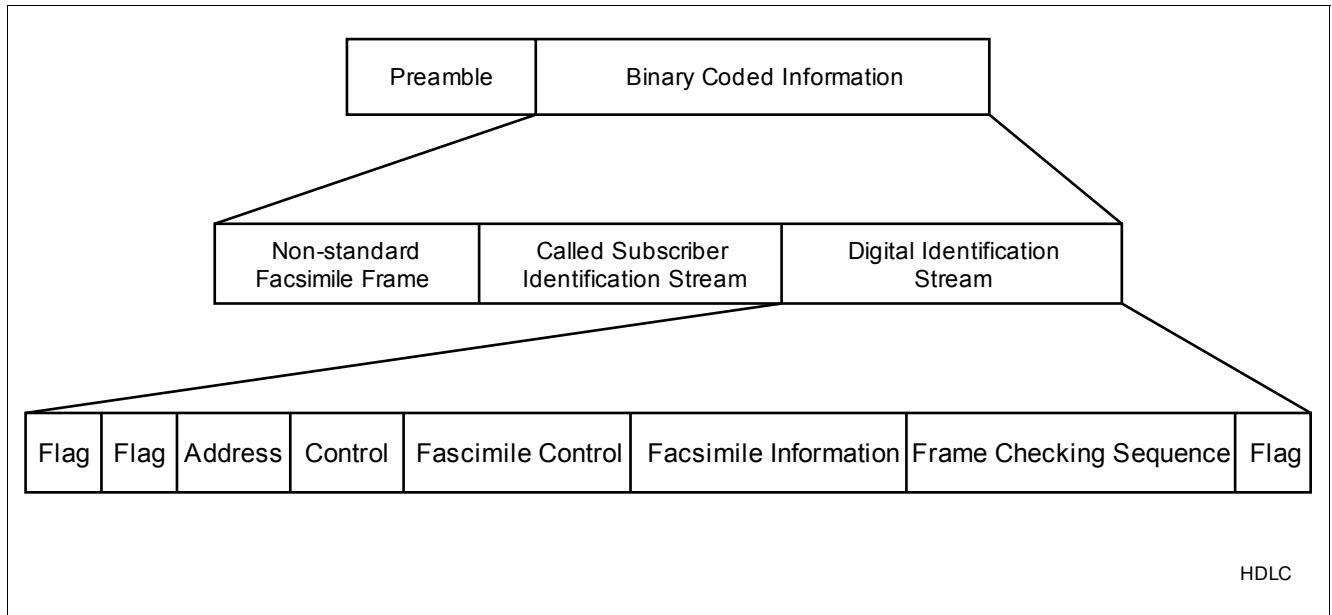 Preamble
Binary Coded Information
Non-standard
Facsimile Frame
Called Subscriber
Identification Stream
Digital Identification
Stream
Flag
Flag
Address
Control
Fascimile Control
Facsimile Information
Frame Checking Sequence
Flag
HDLC